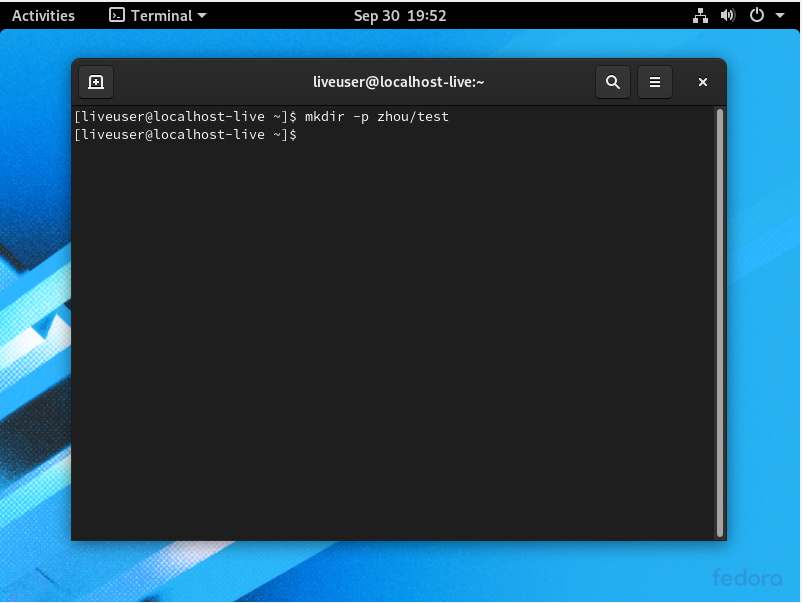 Activities
Terminal
Sep 30 19:52
liveuser@localhost-live:~
[liveuser@localhost-live ~]$ mkdir -p zhou/test
[liveuser@localhost-live ~]$
fedora